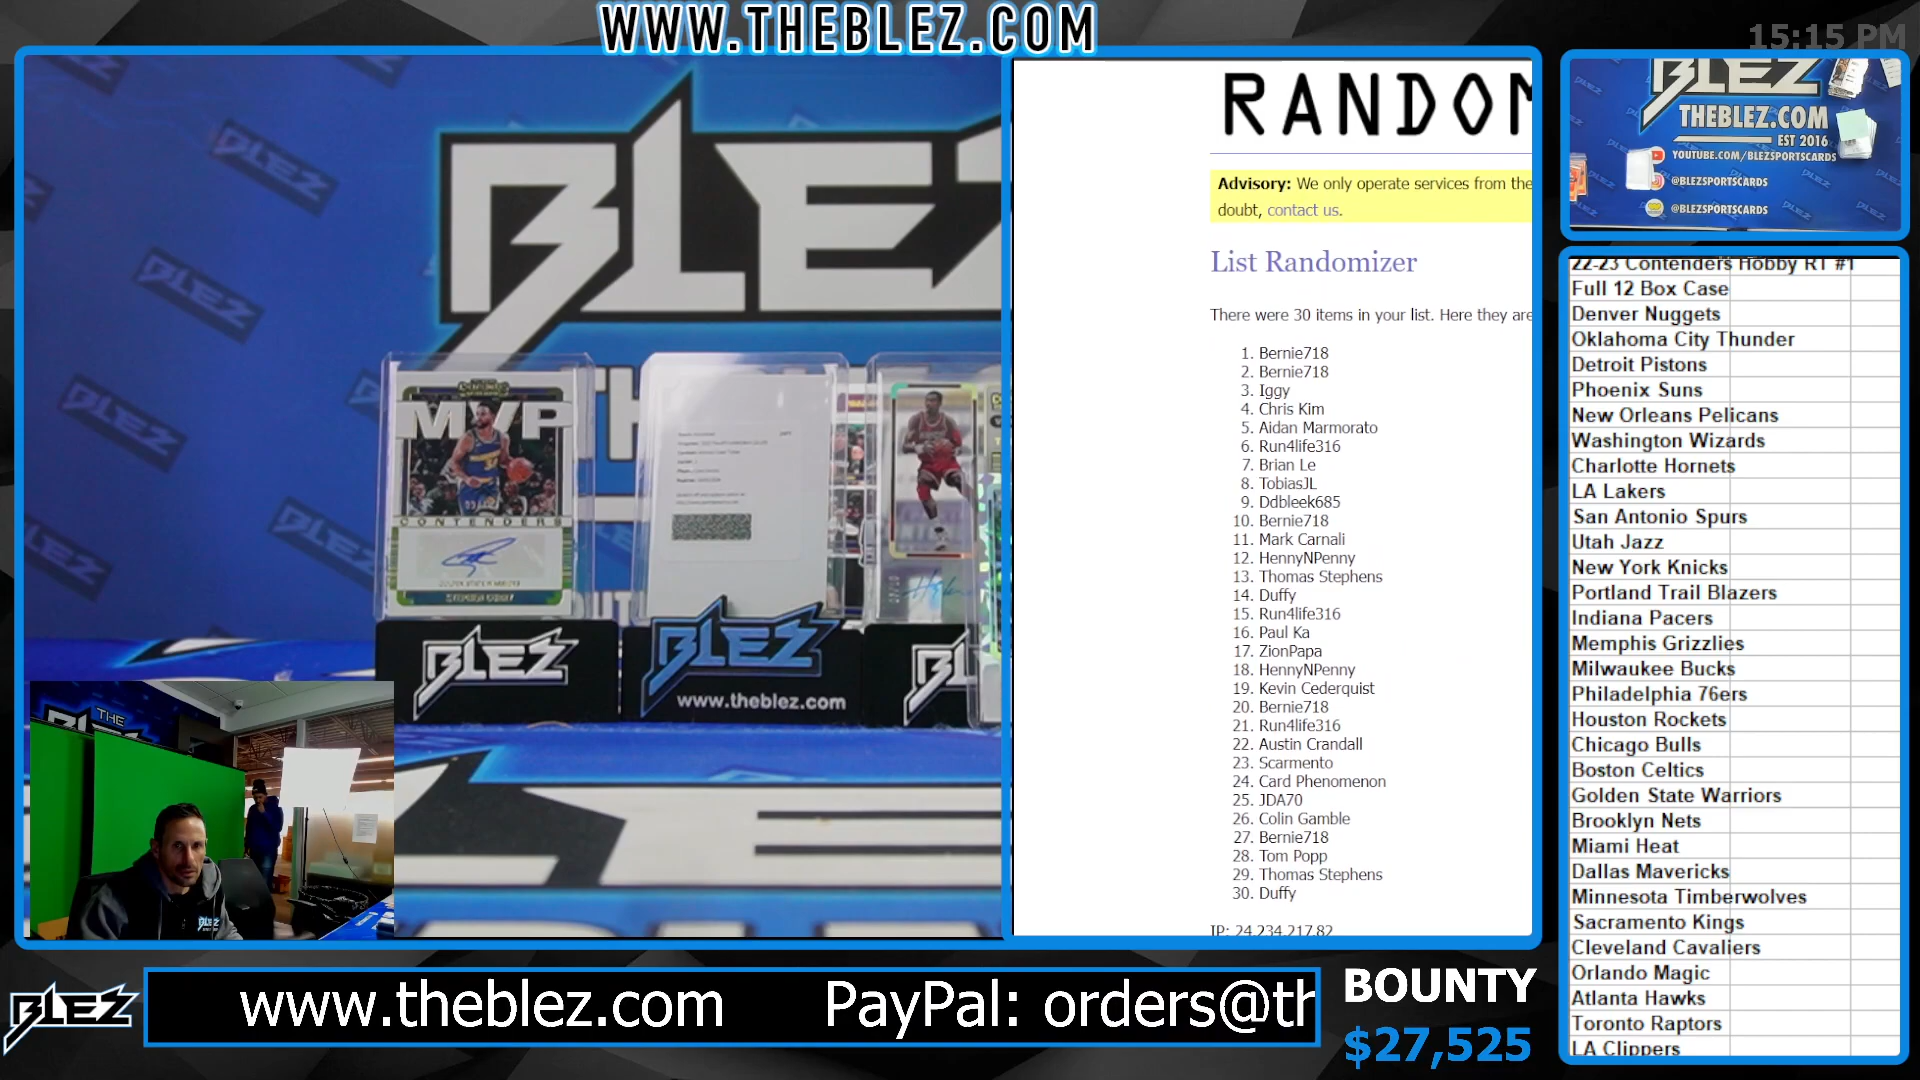 WWW.THEBLEZ.COM
15:15 PM
BLEZ
MVP
CONTENDERS
BLEZ
BLEZ
www.theblez.com
THE
RANDOM
Advisory: We only operate services from the
doubt, contact us.
List Randomizer
There were 30 items in your list. Here they are
1. Bernie718
2. Bernie718
3. Iggy
4. Chris Kim
5. Aidan Marmorato
6. Run4life316
7. Brian Le
8. TobiasJL
9. Ddbleek685
10. Bernie718
11. Mark Carnali
12. HennyNPenny
13. Thomas Stephens
14. Duffy
15. Run4life316
16. Paul Ka
17. ZionPapa
18. HennyNPenny
19. Kevin Cederquist
20. Bernie718
21. Run4life316
22. Austin Crandall
23. Scarmento
24. Card Phenomenon
25. JDA70
26. Colin Gamble
27. Bernie718
28. Tom Popp
29. Thomas Stephens
30. Duffy
IP: 24.234.217.82
BLEZ
THEBLEZ.COM
EST 2016
YOUTUBE.COM/BLEZSPORTSCARDS
@BLEZSPORTSCARDS
@BLEZSPORTSCARDS
22-23 Contenders Hobby RT #1
Full 12 Box Case
Denver Nuggets
Oklahoma City Thunder
Detroit Pistons
Phoenix Suns
New Orleans Pelicans
Washington Wizards
Charlotte Hornets
LA Lakers
San Antonio Spurs
Utah Jazz
New York Knicks
Portland Trail Blazers
Indiana Pacers
Memphis Grizzlies
Milwaukee Bucks
Philadelphia 76ers
Houston Rockets
Chicago Bulls
Boston Celtics
Golden State Warriors
Brooklyn Nets
Miami Heat
Dallas Mavericks
Minnesota Timberwolves
Sacramento Kings
Cleveland Cavaliers
Orlando Magic
Atlanta Hawks
Toronto Raptors
LA Clippers
BLEZ
www.theblez.com PayPal: orders@th
BOUNTY
$27,525